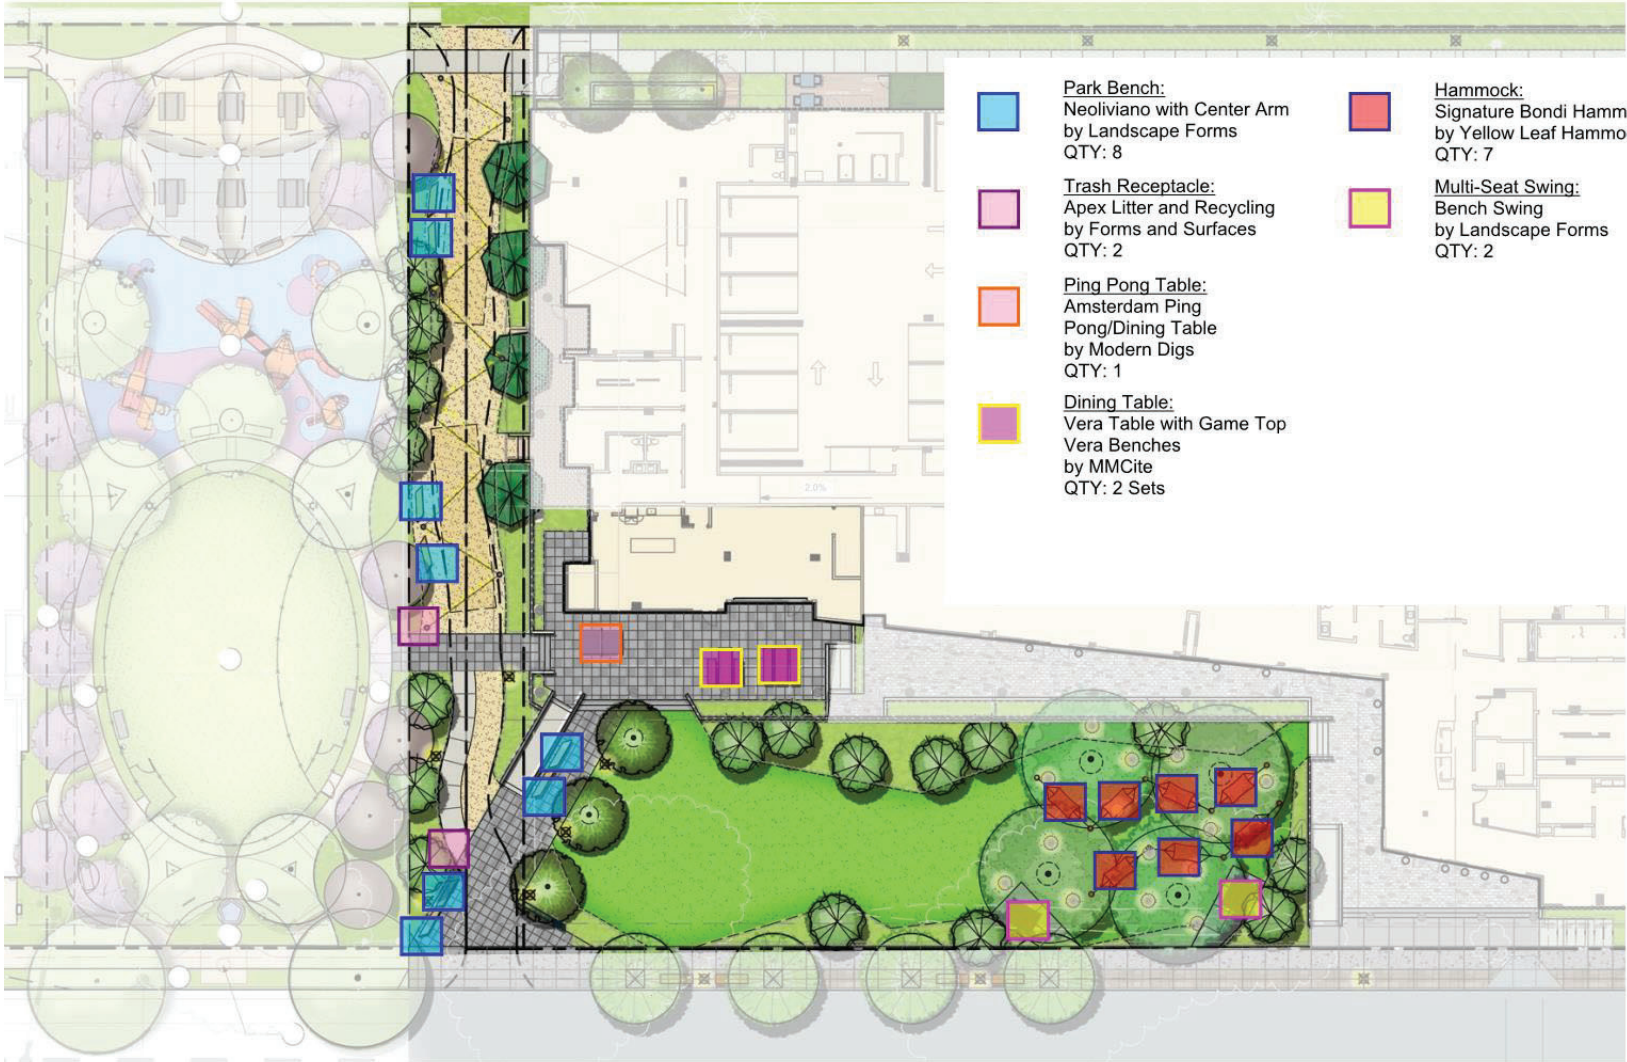 Park Bench:
Neoliviano with Center Arm
by Landscape Forms
QTY: 8
Trash Receptacle:
Apex Litter and Recycling
by Forms and Surfaces
QTY: 2
Ping Pong Table:
Amsterdam Ping
Pong/Dining Table
by Modern Digs
QTY: 1
Dining Table:
Vera Table with Game Top
Vera Benches
by MMCite
QTY: 2 Sets
Hammock:
Signature Bondi Hamm
by Yellow Leaf Hammo
QTY: 7
Multi-Seat Swing:
Bench Swing
by Landscape Forms
QTY: 2
2.0%